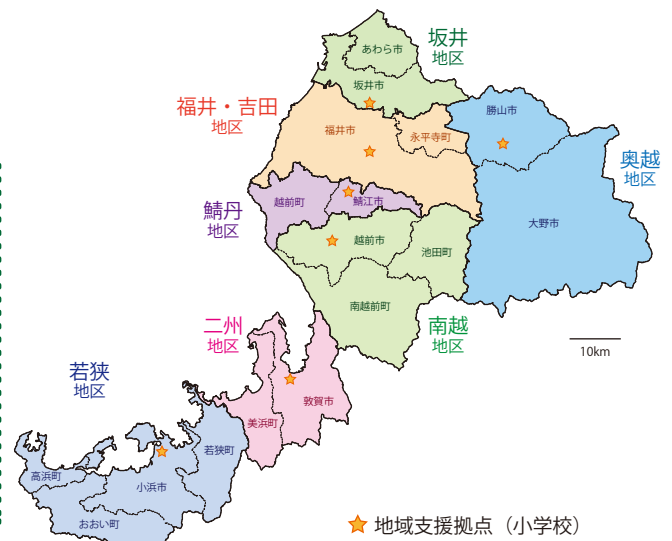 坂井
地区
あわら市
坂井市
福井・吉田
地区
勝山市
福井市
永平寺町
奥越
地区
鯖丹
地区
越前町
鯖江市
大野市
越前市
池田町
南越前町
二州
地区
南越
地区
10km
若狭
地区
敦賀市
美浜町
若狭町
高浜町
小浜市
おおい町
地域支援拠点（小学校）